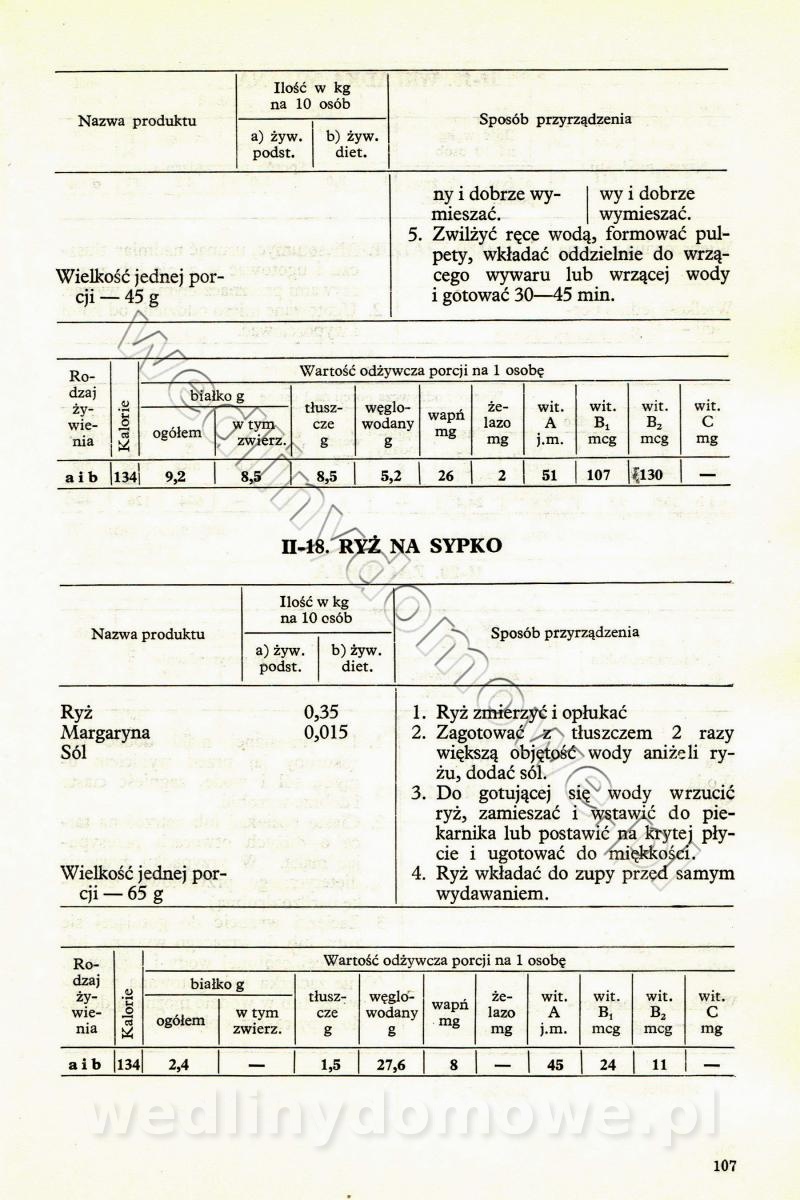 Nazwa produktu
Ilość w kg
na 10 osób
a) żyw.
podst.
b) żyw.
diet.
Sposób przyrządzenia
ny i dobrze wy-
mieszać.
wy i dobrze
wymieszać.
5. Zwilżyć ręce wodą, formować pul-
pety, wkładać oddzielnie do wrzą-
cego wywaru lub wrzącej wody
i gotować 30—45 min.
Wielkość jednej por-
cji — 45 g
Ro-
dzaj
ży-
wie-
nia
Kalorie
Wartość odżywcza porcji na 1 osobę
białko g
ogółem
w tym
zwierz.
tłusz-
cze
g
węglo-
wodany
g
wapń
mg
że-
lazo
mg
wit.
A
j.m.
wit.
B₁
mcg
wit.
B₂
mcg
wit.
C
mg
a i b 134 9,2 8,5 8,5 5,2 26 2 51 107 130 —
II-18. RYŻ NA SYPKO
Nazwa produktu
Ilość w kg
na 10 osób
a) żyw.
podst.
b) żyw.
diet.
Sposób przyrządzenia
Ryż 0,35
Margaryna 0,015
Sól
Wielkość jednej por-
cji — 65 g
1. Ryż zmierzyć i opłukać
2. Zagotować z tłuszczem 2 razy
większą objętość wody aniżeli ry-
żu, dodać sól.
3. Do gotującej się wody wrzucić
ryż, zamieszać i wstawić do pie-
karnika lub postawić na krytej pły-
cie i ugotować do miękkości.
4. Ryż wkładać do zupy przed samym
wydawaniem.
Ro-
dzaj
ży-
wie-
nia
Kalorie
Wartość odżywcza porcji na 1 osobę
białko g
ogółem
w tym
zwierz.
tłusz-
cze
g
węglo-
wodany
g
wapń
mg
że-
lazo
mg
wit.
A
j.m.
wit.
B₁
mcg
wit.
B₂
mcg
wit.
C
mg
a i b 134 2,4 — 1,5 27,6 8 — 45 24 11 —
wedlinydomowe.pl
wedlinydomowe.pl
107